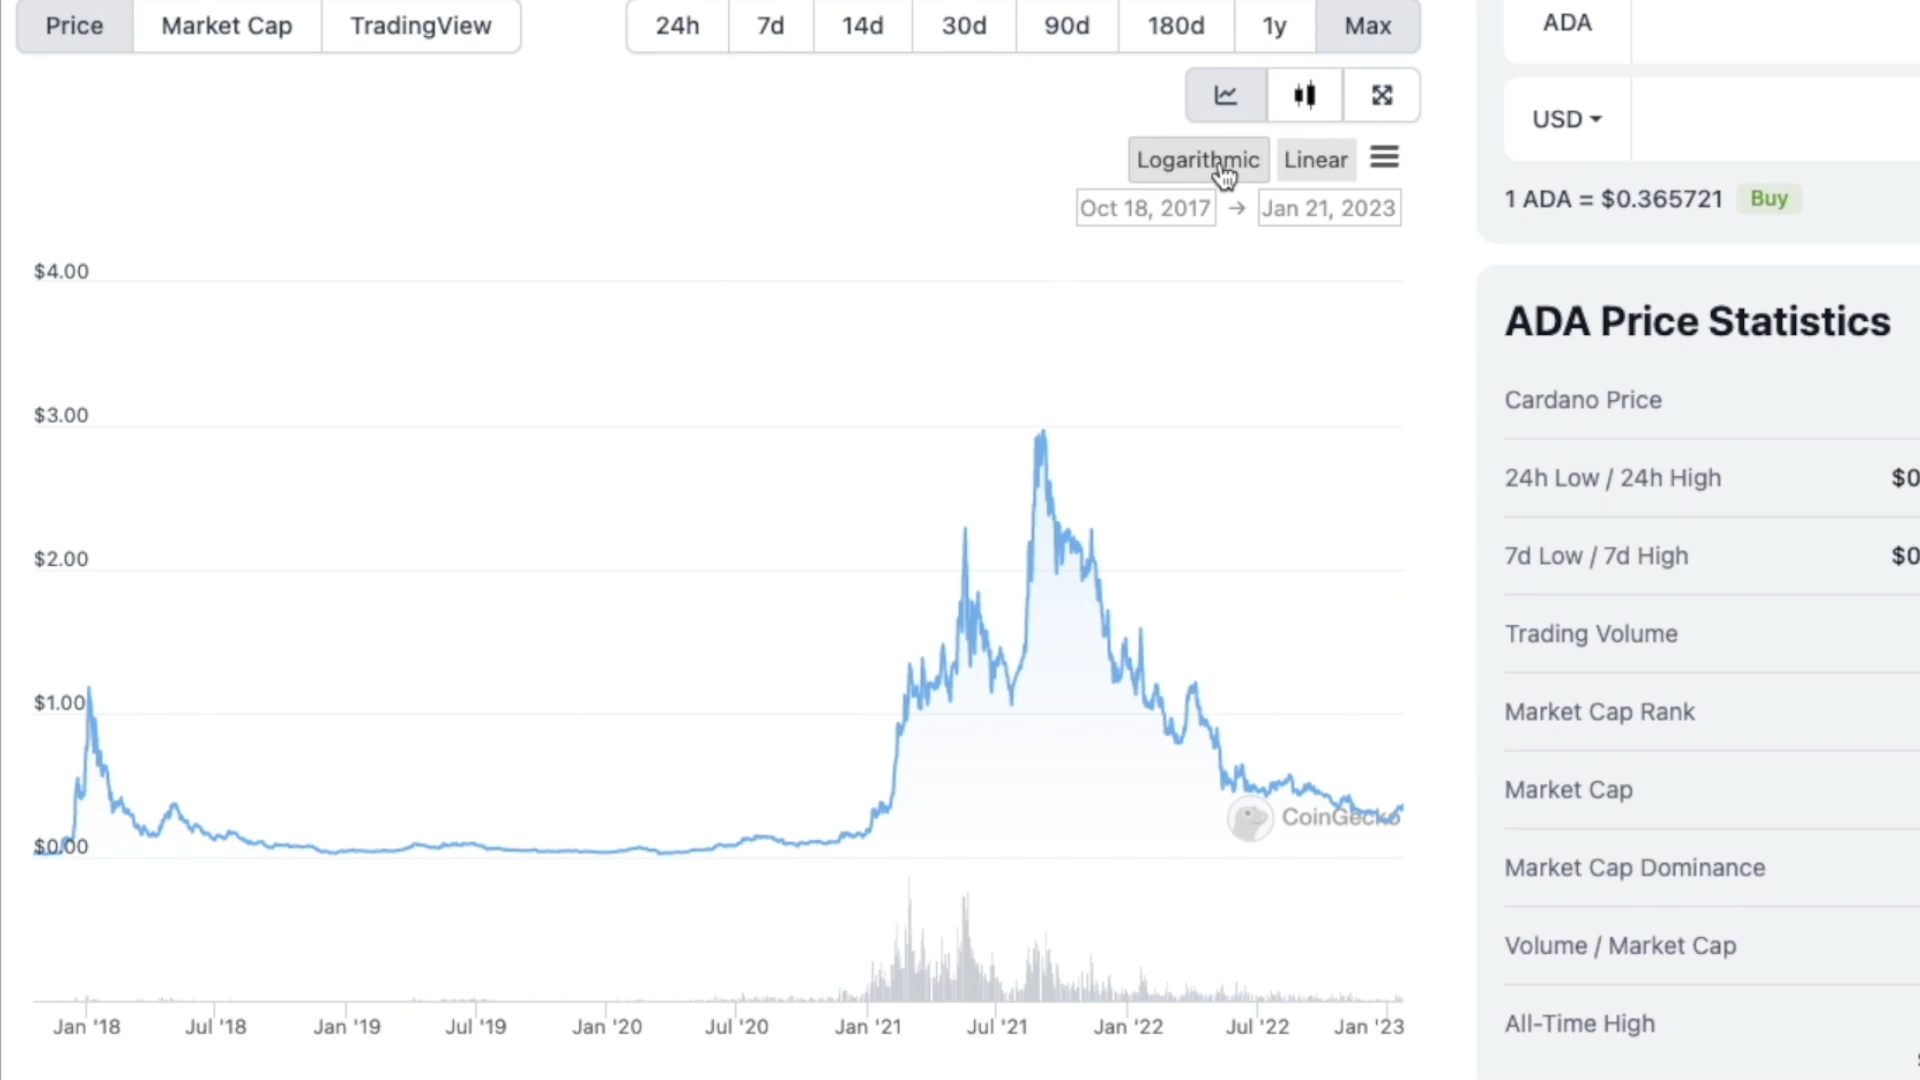 Price Market Cap TradingView 24h 7d 14d 30d 90d 180d 1y Max
Logarithmic Linear
Oct 18, 2017 → Jan 21, 2023
$4.00
$3.00
$2.00
$1.00
$0.00
CoinGecko
Jan '18 Jul '18 Jan '19 Jul '19 Jan '20 Jul '20 Jan '21 Jul '21 Jan '22 Jul '22 Jan '23
ADA
USD
1 ADA = $0.365721 Buy
ADA Price Statistics
Cardano Price
24h Low / 24h High $0
7d Low / 7d High $0
Trading Volume
Market Cap Rank
Market Cap
Market Cap Dominance
Volume / Market Cap
All-Time High